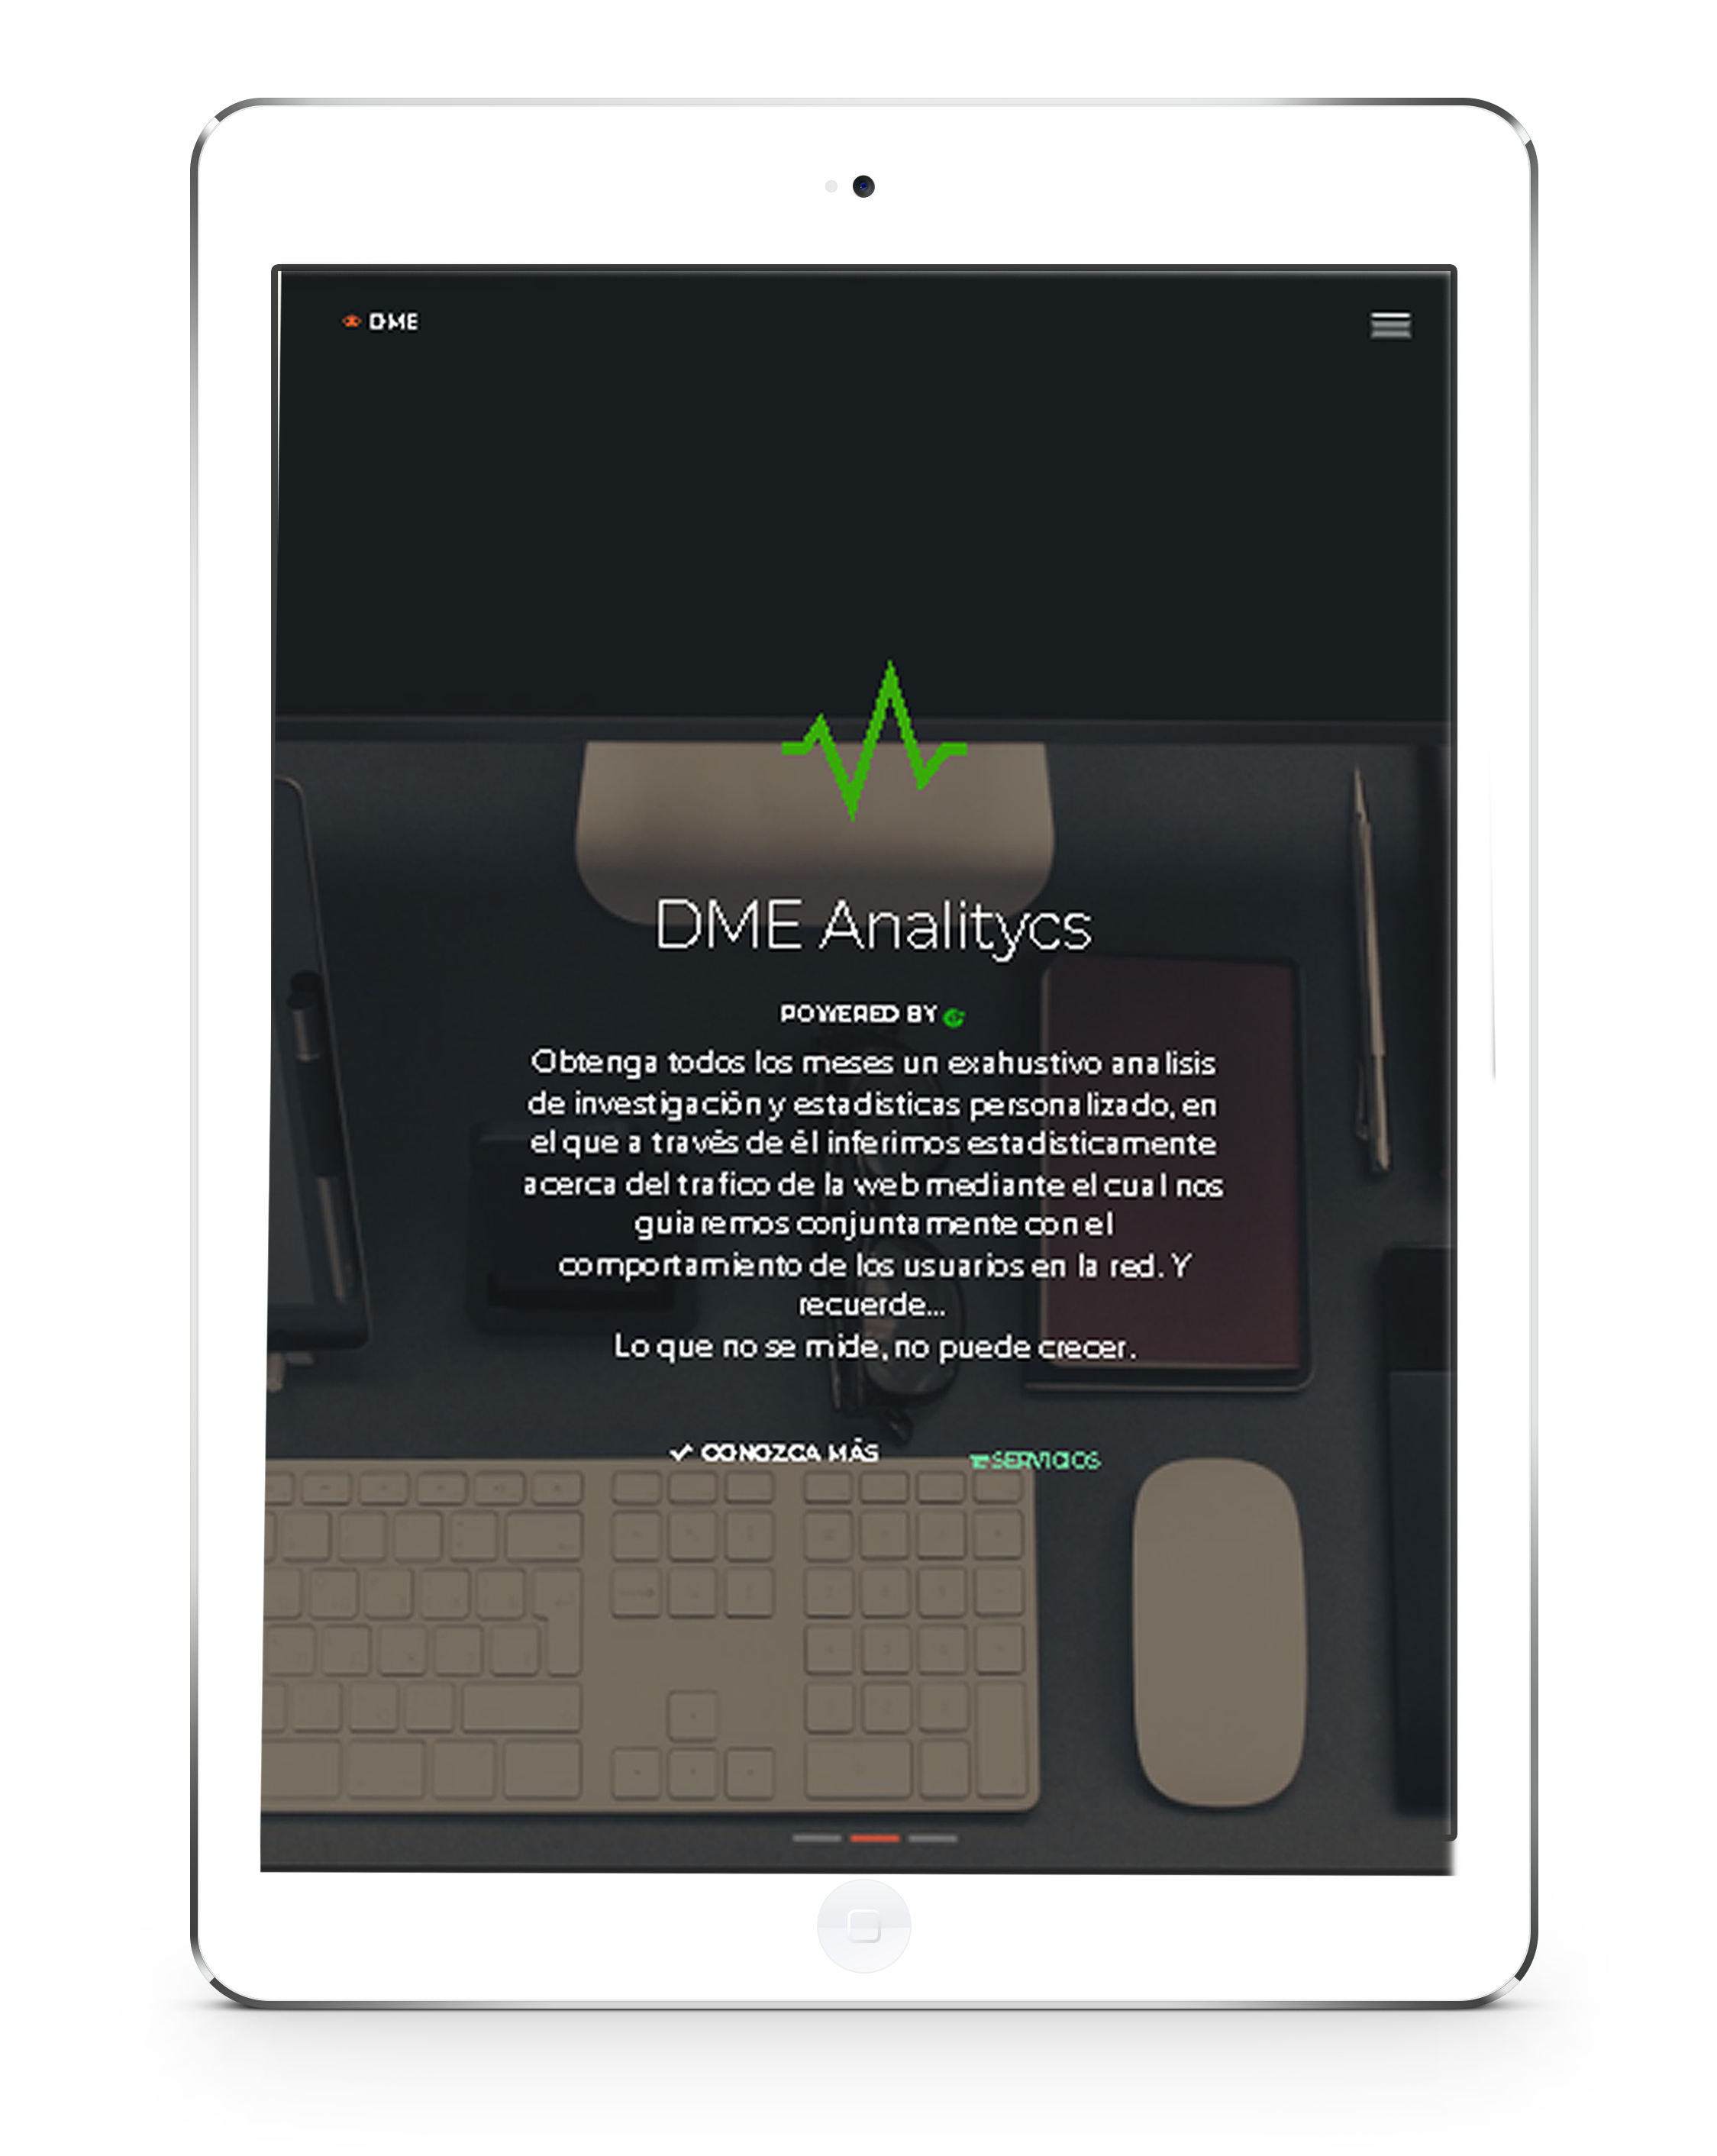 DME
DME Analitycs
POWERED BY
Obtenga todos los meses un exahustivo analisis
de investigación y estadisticas personalizado, en
el que a través de él inferimos estadisticamente
acerca del trafico de la web mediante el cual nos
guiaremos conjuntamente con el
comportamiento de los usuarios en la red. Y
recuerde...
Lo que no se mide, no puede crecer.
CONOZCA MÁS
SERVICIOS